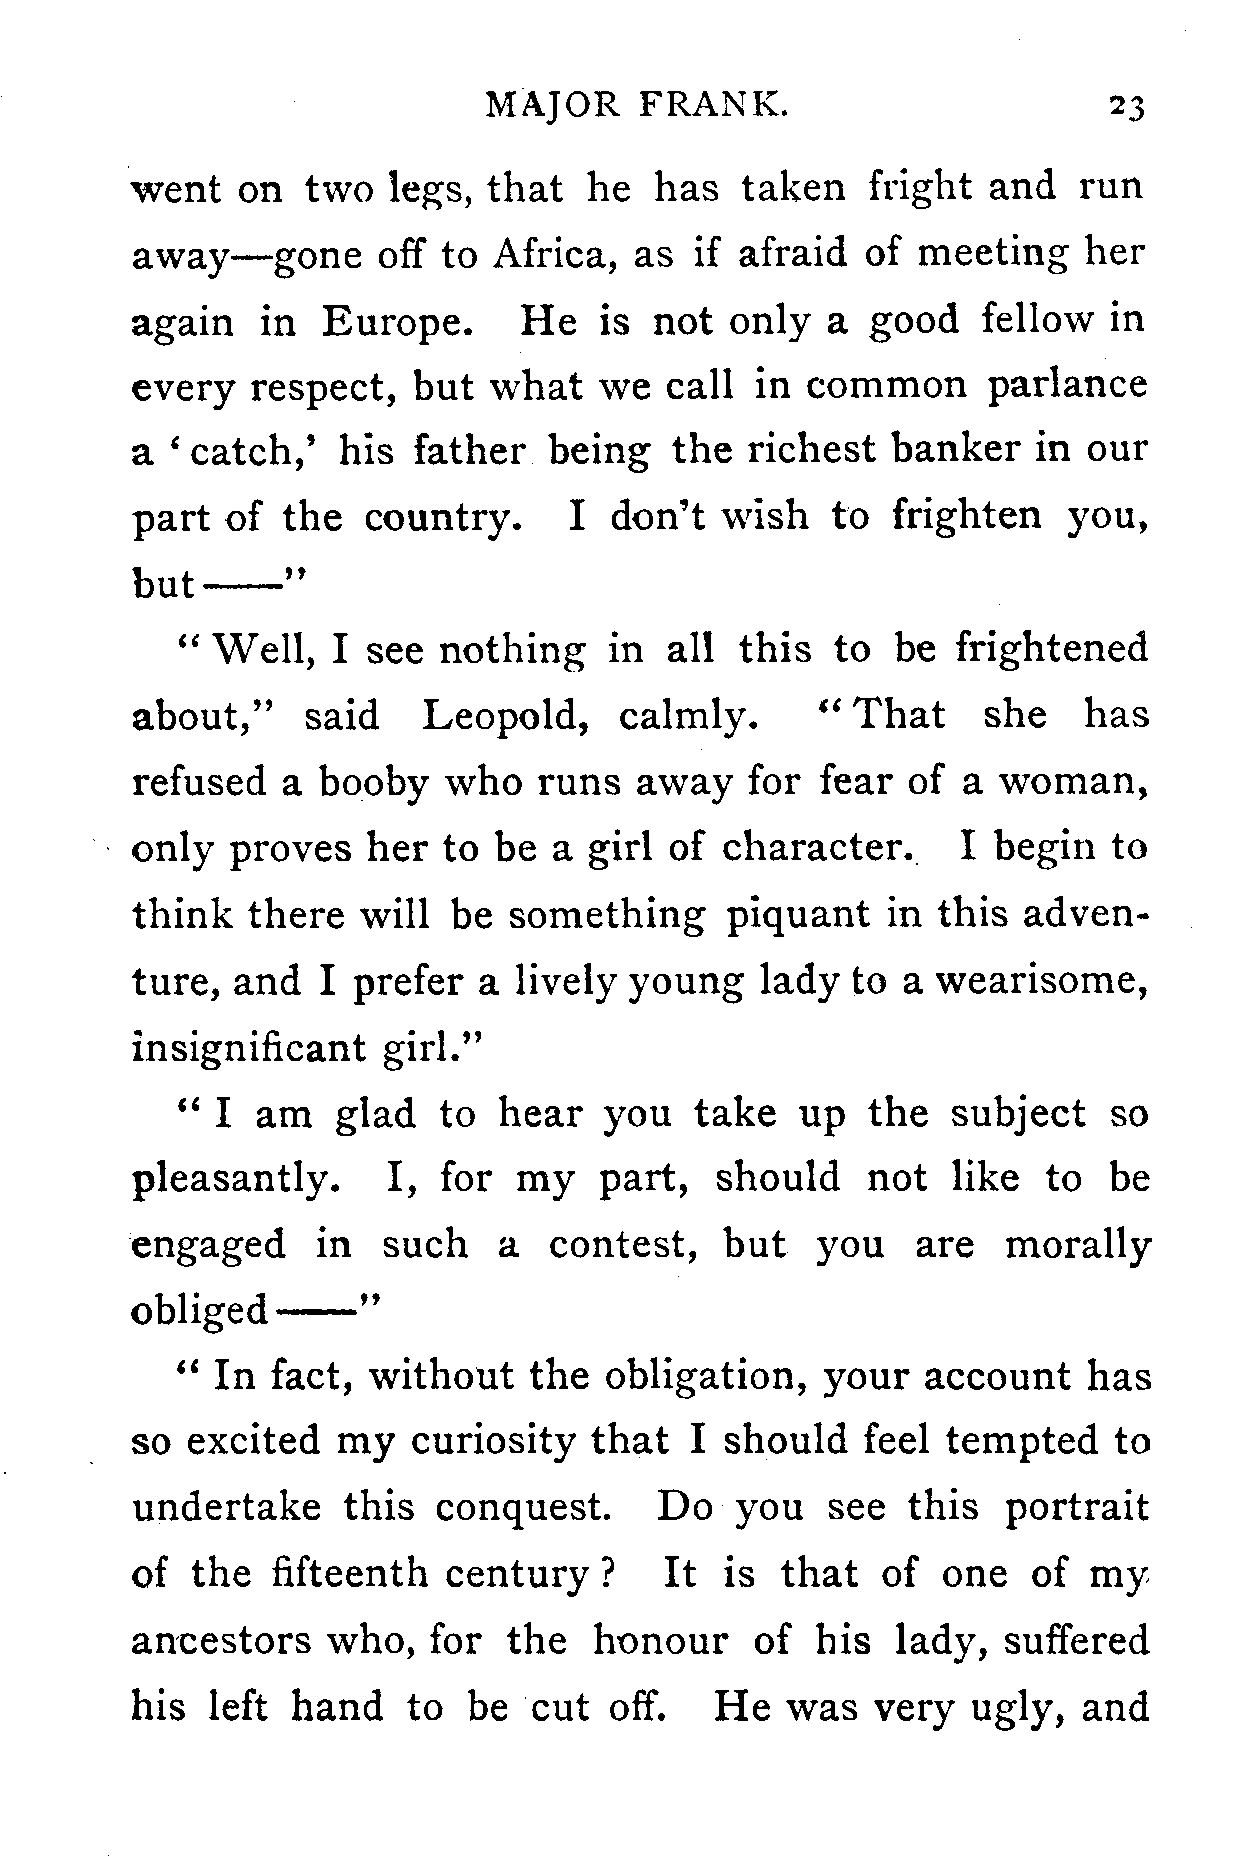 MAJOR FRANK. 23
went on two legs, that he has taken fright and run
away—gone off to Africa, as if afraid of meeting her
again in Europe. He is not only a good fellow in
every respect, but what we call in common parlance
a ‘ catch,’ his father being the richest banker in our
part of the country. I don’t wish to frighten you,
but——”
“ Well, I see nothing in all this to be frightened
about,” said Leopold, calmly. “ That she has
refused a booby who runs away for fear of a woman,
only proves her to be a girl of character. I begin to
think there will be something piquant in this adven-
ture, and I prefer a lively young lady to a wearisome,
insignificant girl.”
“ I am glad to hear you take up the subject so
pleasantly. I, for my part, should not like to be
engaged in such a contest, but you are morally
obliged——”
“ In fact, without the obligation, your account has
so excited my curiosity that I should feel tempted to
undertake this conquest. Do you see this portrait
of the fifteenth century ? It is that of one of my
ancestors who, for the honour of his lady, suffered
his left hand to be cut off. He was very ugly, and